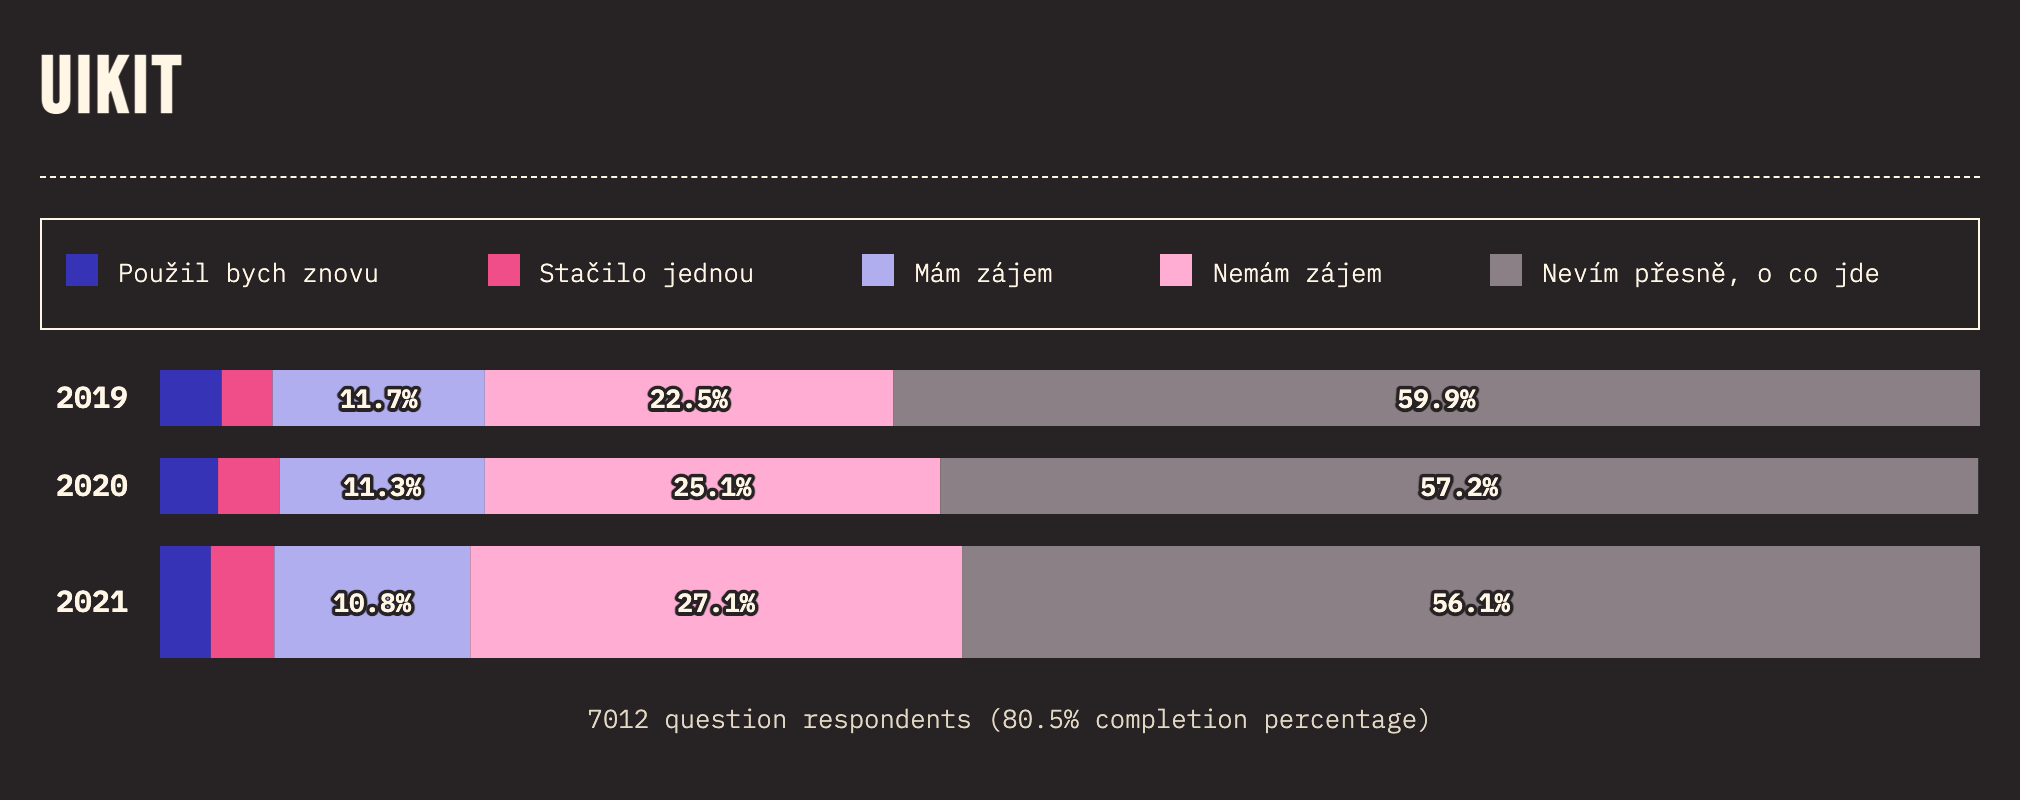 UIKIT
Použil bych znovu Stačilo jednou Mám zájem Nemám zájem Nevím přesně, o co jde
2019 11.7% 22.5% 59.9%
2020 11.3% 25.1% 57.2%
2021 10.8% 27.1% 56.1%
7012 question respondents (80.5% completion percentage)